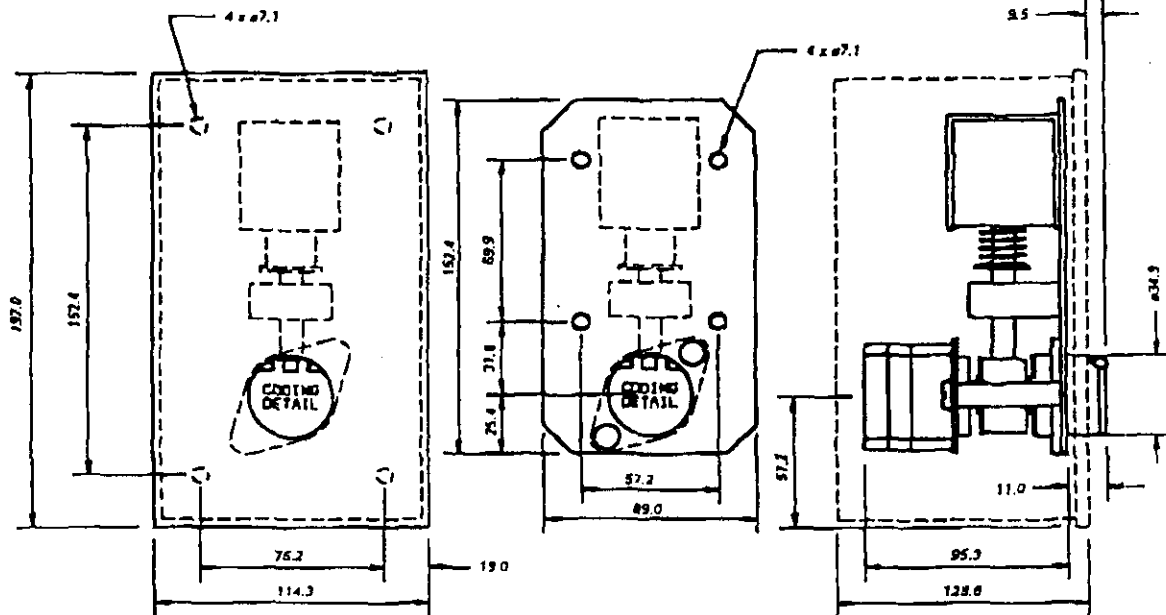 4 x ø7.1
197.0
152.4
CODING
DETAIL
76.2
19.0
114.3
4 x ø7.1
152.4
69.9
31.8
25.4
CODING
DETAIL
57.2
89.0
9.5
ø34.9
57.2
11.0
95.3
128.6